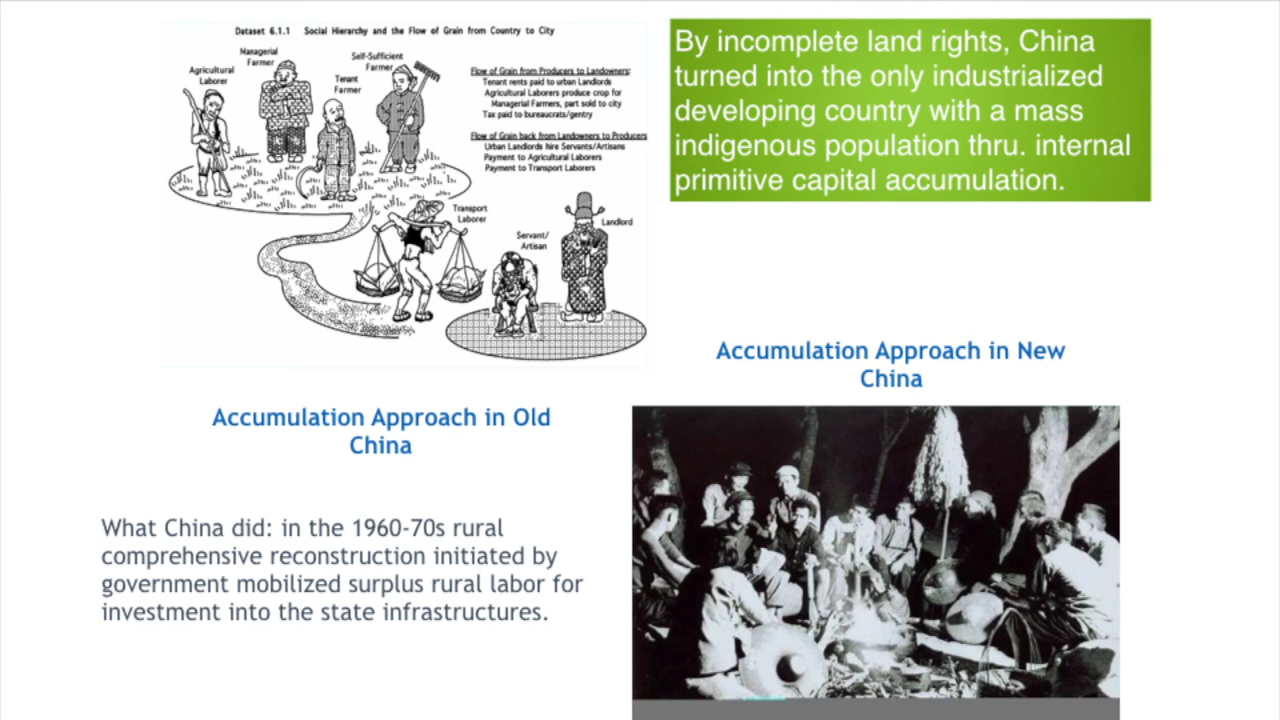 Dataset 6.1.1 Social Hierarchy and the Flow of Grain from Country to City
Managerial
Farmer
Self-Sufficient
Farmer
Agricultural
Laborer
Tenant
Farmer
Flow of Grain from Producers to Landowners:
Tenant rents paid to urban Landlords
Agricultural Laborers produce crop for
Managerial Farmers, part sold to city
Tax paid to bureaucrats/gentry
Flow of Grain back from Landowners to Producers
Urban Landlords hire Servants/Artisans
Payment to Agricultural Laborers
Payment to Transport Laborers
Transport
Laborer
Servant/
Artisan
Landlord
By incomplete land rights, China
turned into the only industrialized
developing country with a mass
indigenous population thru. internal
primitive capital accumulation.
Accumulation Approach in New
China
Accumulation Approach in Old
China
What China did: in the 1960-70s rural
comprehensive reconstruction initiated by
government mobilized surplus rural labor for
investment into the state infrastructures.